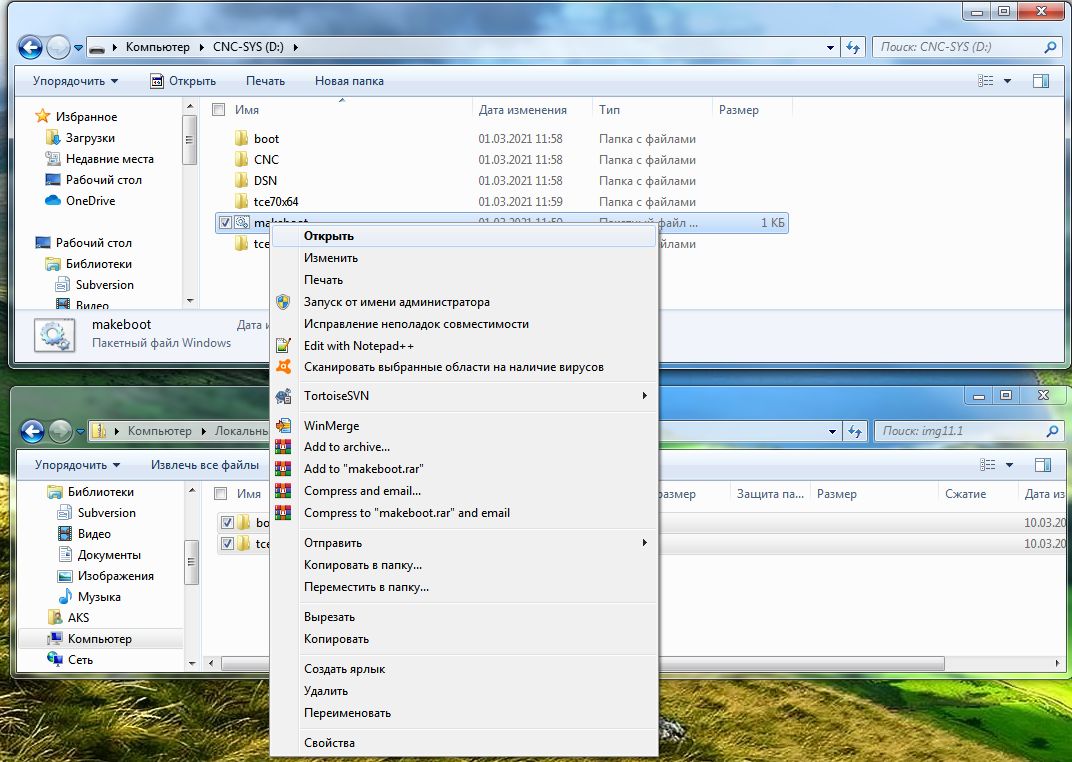 Компьютер CNC-SYS (D:)
Поиск: CNC-SYS (D:)
Упорядочить Открыть Печать Новая папка
Избранное
Загрузки
Недавние места
Рабочий стол
OneDrive
Рабочий стол
Библиотеки
Subversion
Видео
Имя Дата изменения Тип Размер
boot 01.03.2021 11:58 Папка с файлами
CNC 01.03.2021 11:58 Папка с файлами
DSN 01.03.2021 11:58 Папка с файлами
tce70x64 01.03.2021 11:59 Папка с файлами
makeboot 01.03.2021 11:59 Пакетный файл ... 1 КБ
tce
makeboot Дата
Пакетный файл Windows
Открыть
Изменить
Печать
Запуск от имени администратора
Исправление неполадок совместимости
Edit with Notepad++
Сканировать выбранные области на наличие вирусов
TortoiseSVN
WinMerge
Add to archive...
Add to "makeboot.rar"
Compress and email...
Compress to "makeboot.rar" and email
Отправить
Копировать в папку...
Переместить в папку...
Вырезать
Копировать
Создать ярлык
Удалить
Переименовать
Свойства
Компьютер Локальны
Поиск: img11.1
Упорядочить Извлечь все файлы
Библиотеки
Subversion
Видео
Документы
Изображения
Музыка
AKS
Компьютер
Сеть
Имя размер Защита па... Размер Сжатие Дата из
bo 10.03.20
tce 10.03.20